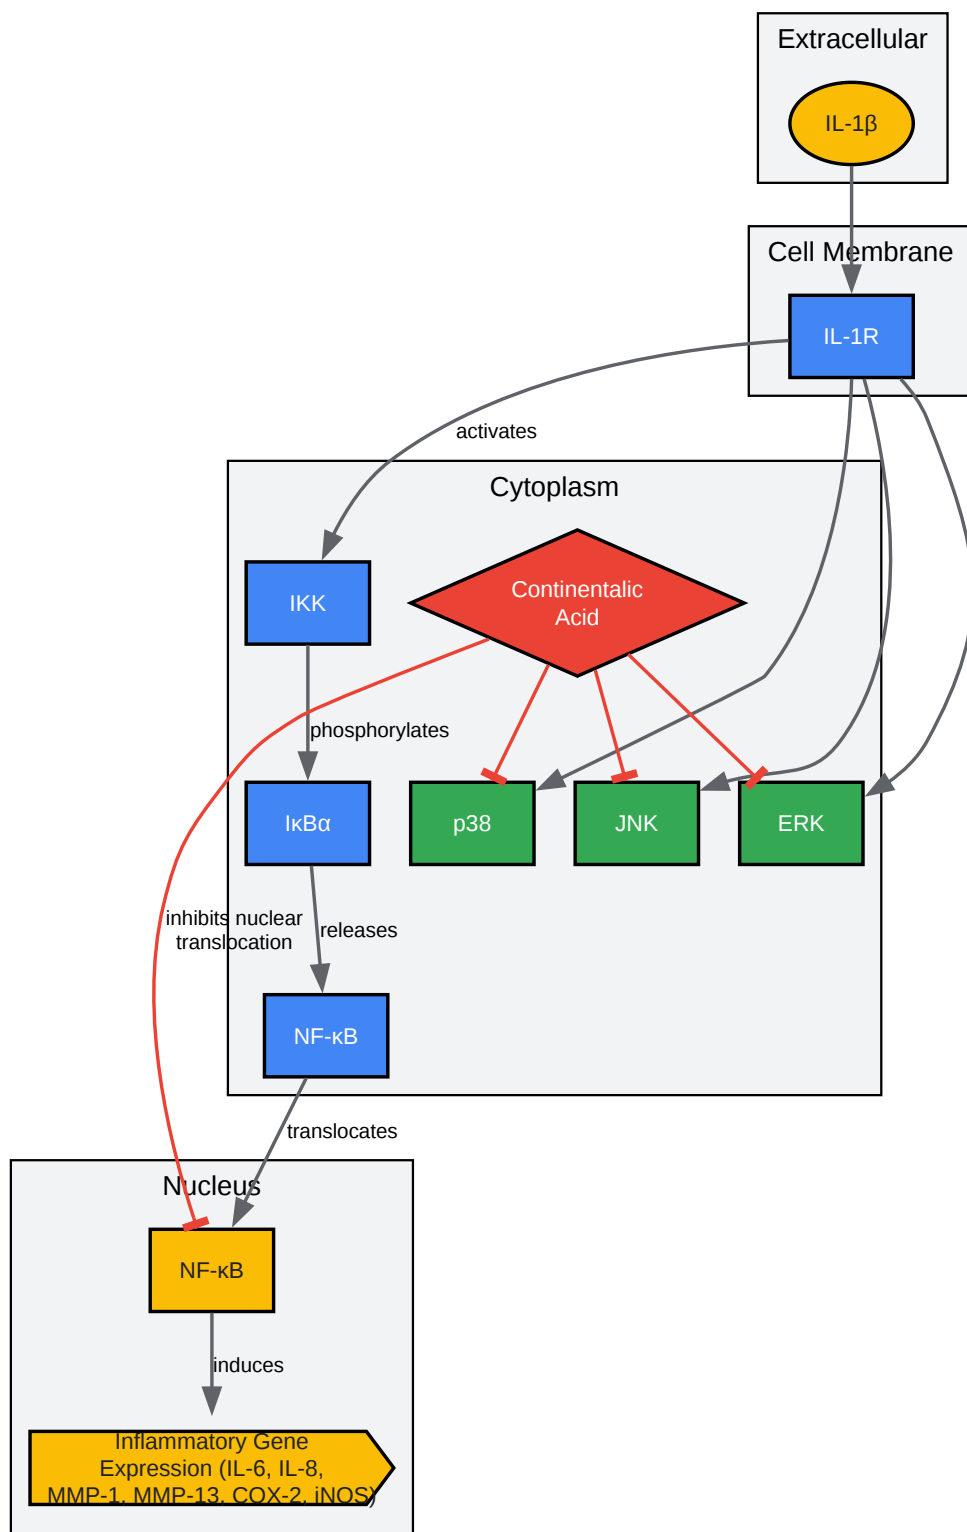 Extracellular
IL-1β
Cell Membrane
IL-1R
activates
Cytoplasm
IKK
Continentalic
Acid
phosphorylates
IκBα
p38
JNK
ERK
inhibits nuclear
translocation
releases
NF-κB
translocates
Nucleus
NF-κB
induces
Inflammatory Gene
Expression (IL-6, IL-8,
MMP-1, MMP-13, COX-2, iNOS)